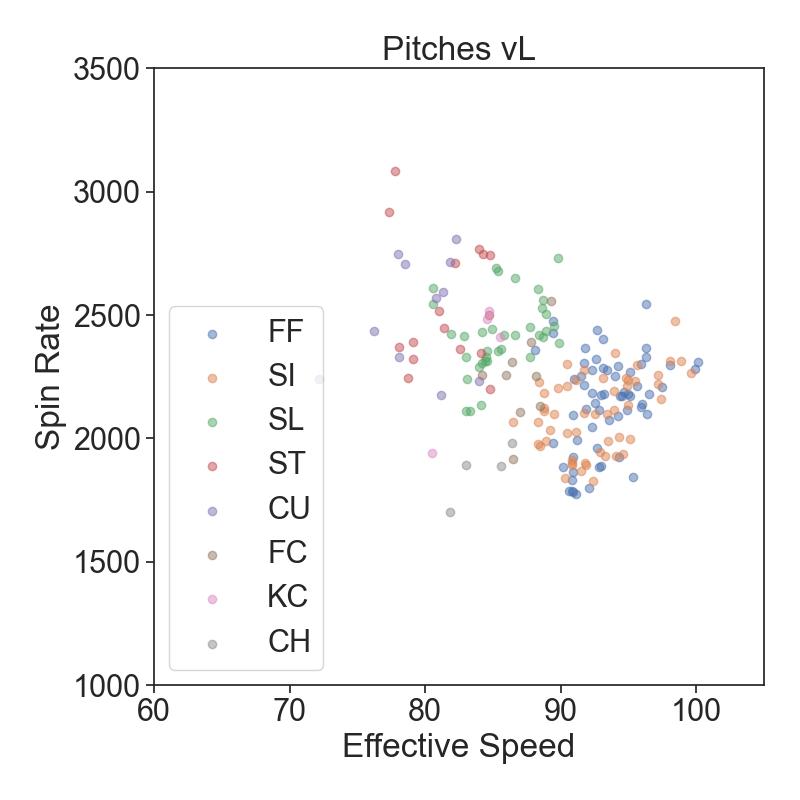 Pitches vL
3500
3000
2500
2000
1500
1000
Spin Rate
FF
SI
SL
ST
CU
FC
KC
CH
60
70
80
90
100
Effective Speed